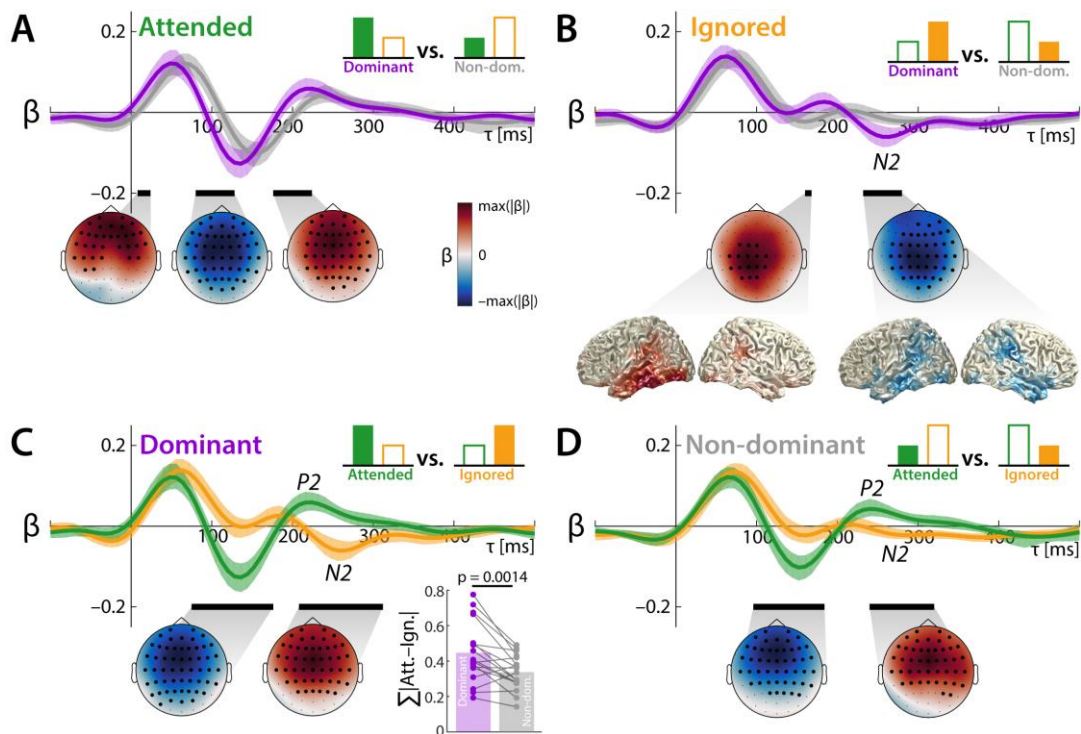 A
Attended
0.2
β
100
200
300
400
τ [ms]
−0.2
Dominant
vs.
Non-dom.
β
max(|β|)
0
−max(|β|)
B
Ignored
0.2
β
100
200
300
400
τ [ms]
N2
−0.2
Dominant
vs.
Non-dom.
C
Dominant
0.2
β
100
200
300
400
τ [ms]
P2
N2
−0.2
Attended
vs.
Ignored
p = 0.0014
0.8
0.6
0.4
0.2
0
∑|Att.–Ign.|
Dominant
Non-dom.
D
Non-dominant
0.2
β
100
200
300
400
τ [ms]
P2
N2
−0.2
Attended
vs.
Ignored